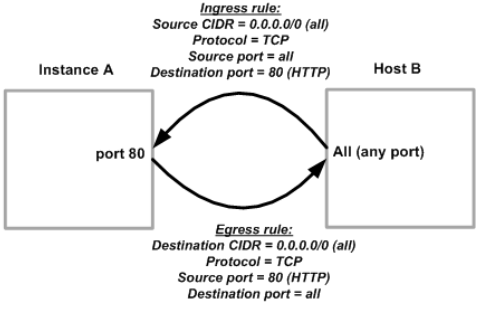 Ingress rule:
Source CIDR = 0.0.0.0/0 (all)
Protocol = TCP
Source port = all
Destination port = 80 (HTTP)
Instance A
Host B
port 80
All (any port)
Egress rule:
Destination CIDR = 0.0.0.0/0 (all)
Protocol = TCP
Source port = 80 (HTTP)
Destination port = all